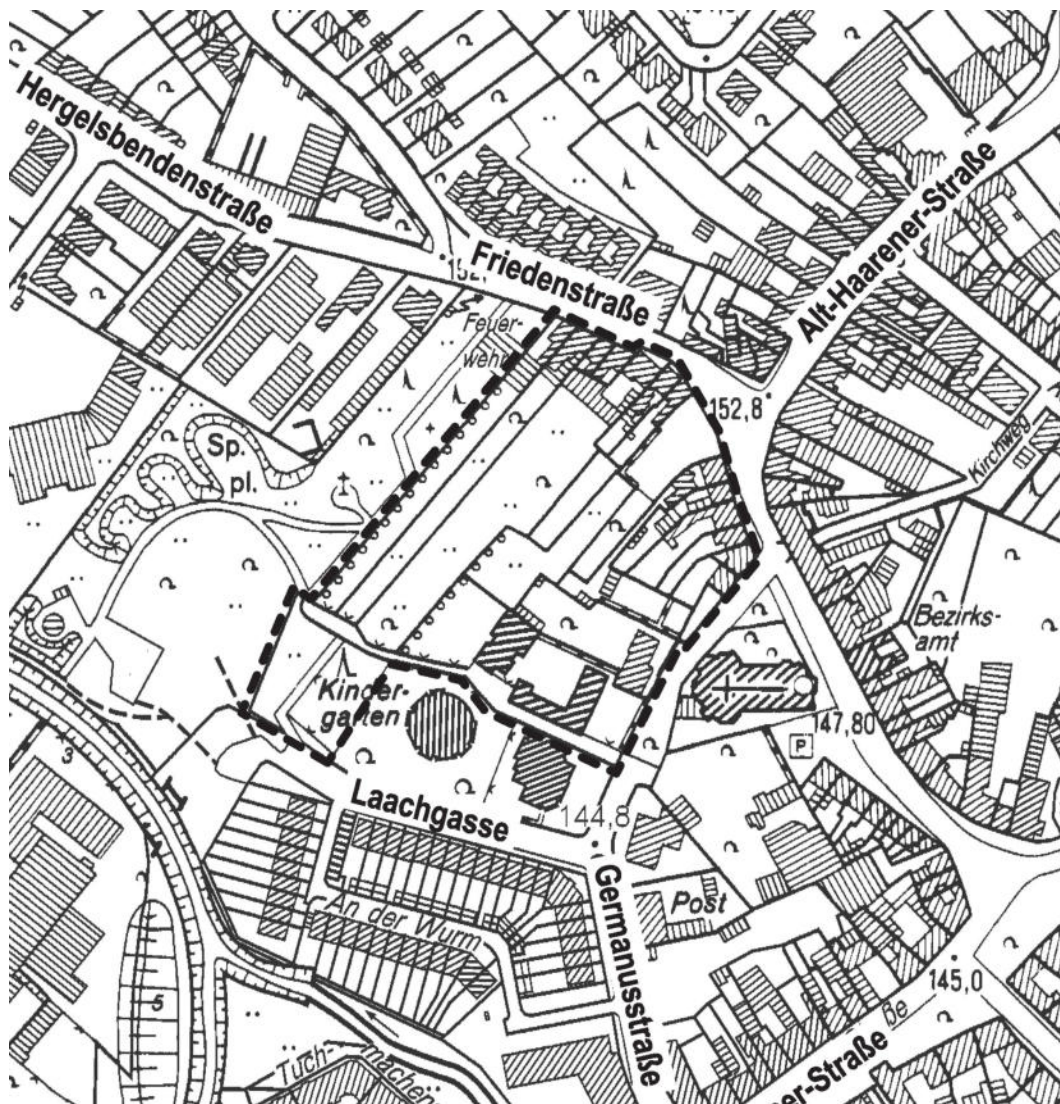 Hergelsbendenstraße
Friedenstraße
Alt-Haarener-Straße
Feuer-
wehr
152,8
Kirchweg
Sp.
pl.
Bezirks-
amt
Kinder-
garten
147,80
P
3
Laachgasse
144,8
Germanusstraße
Post
An der Wurm
145,0
5
Tuch-